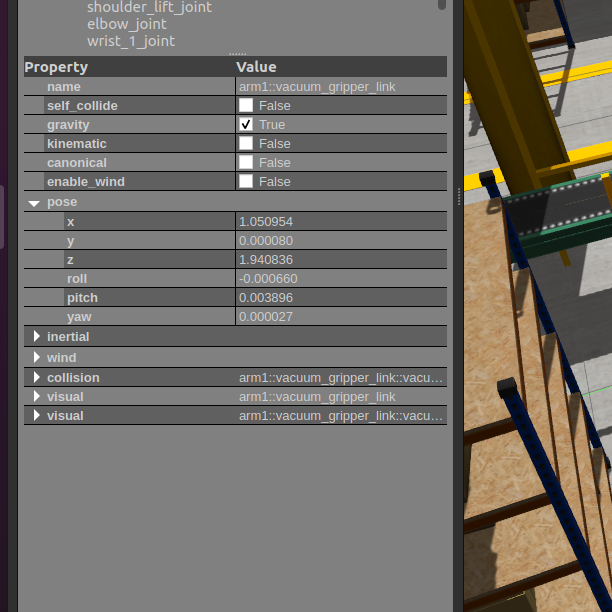 shoulder_lift_joint
elbow_joint
wrist_1_joint
Property Value
name arm1::vacuum_gripper_link
self_collide False
gravity True
kinematic False
canonical False
enable_wind False
pose
x 1.050954
y 0.000080
z 1.940836
roll -0.000660
pitch 0.003896
yaw 0.000027
inertial
wind
collision arm1::vacuum_gripper_link::vacu...
visual arm1::vacuum_gripper_link
visual arm1::vacuum_gripper_link::vacu...